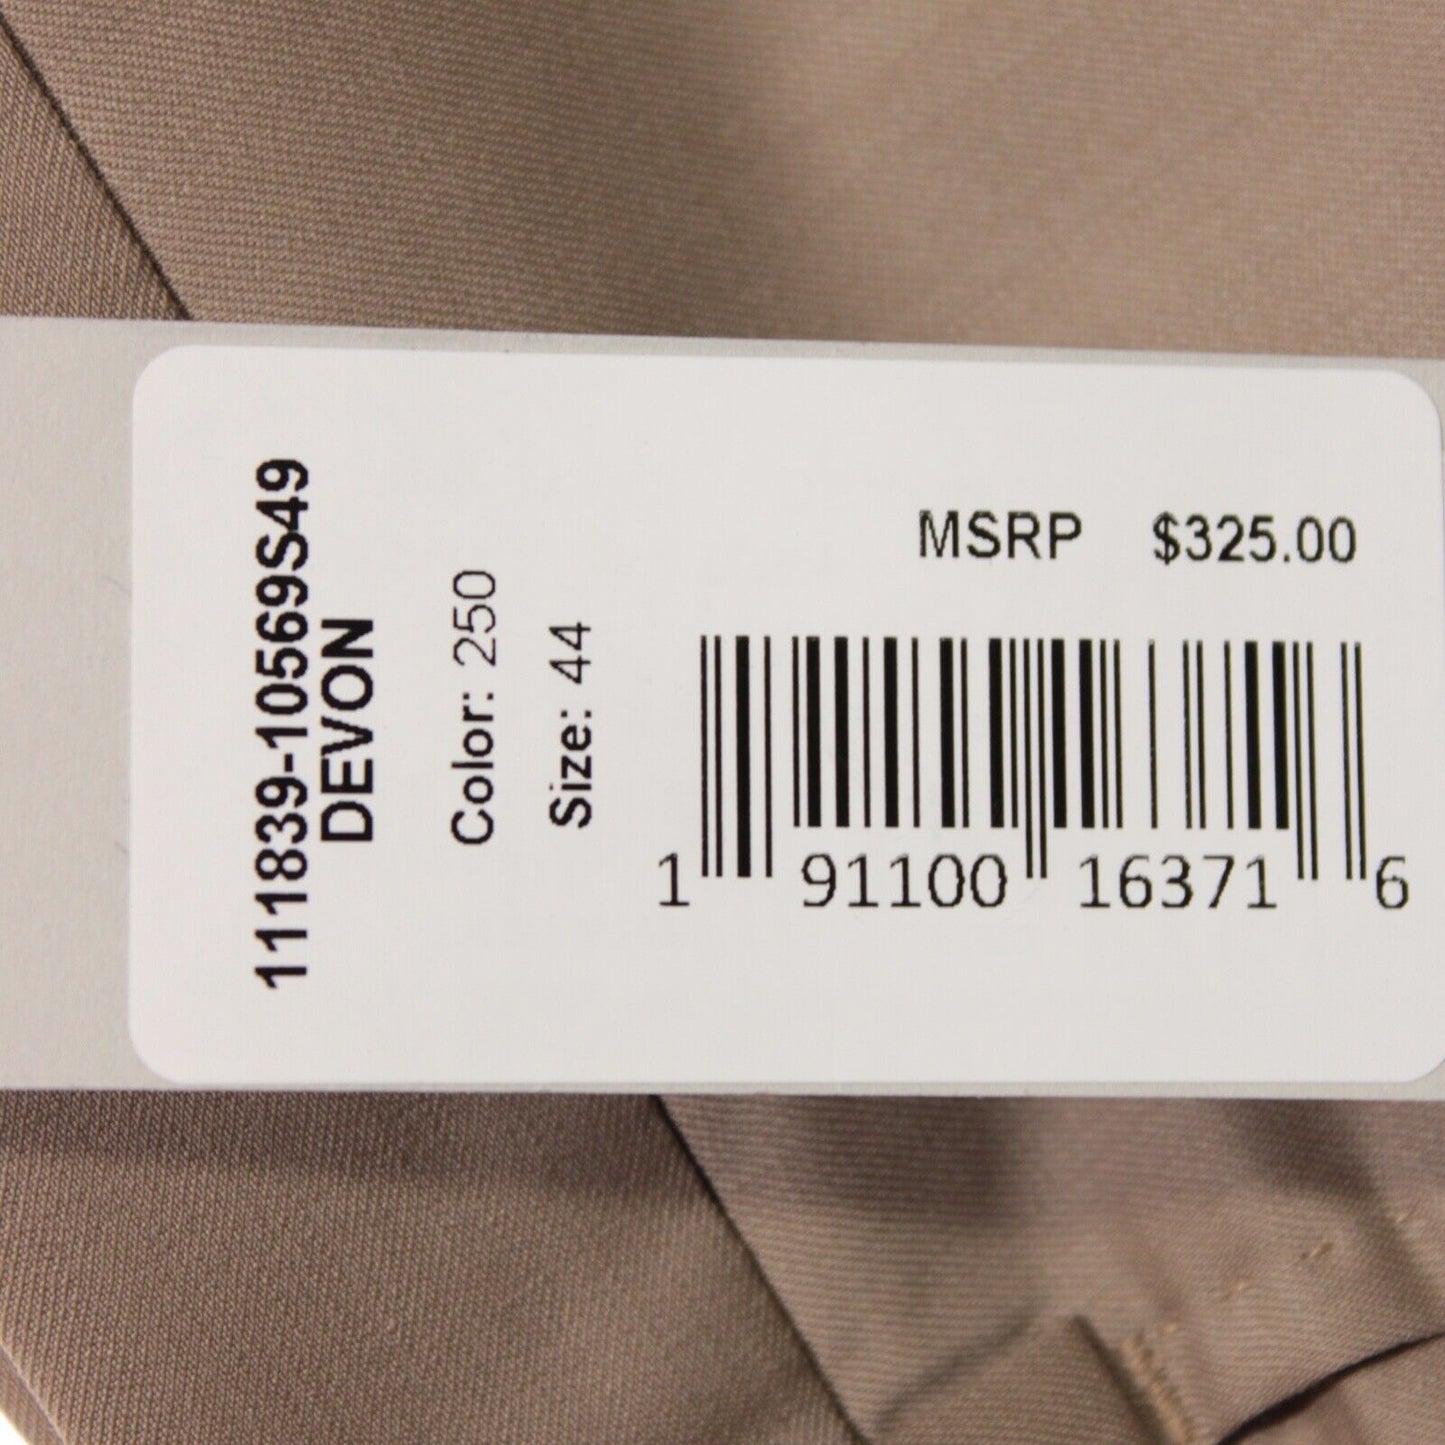 111839-10569S49
DEVON
Color: 250
Size: 44
MSRP $325.00
1 91100 16371 6